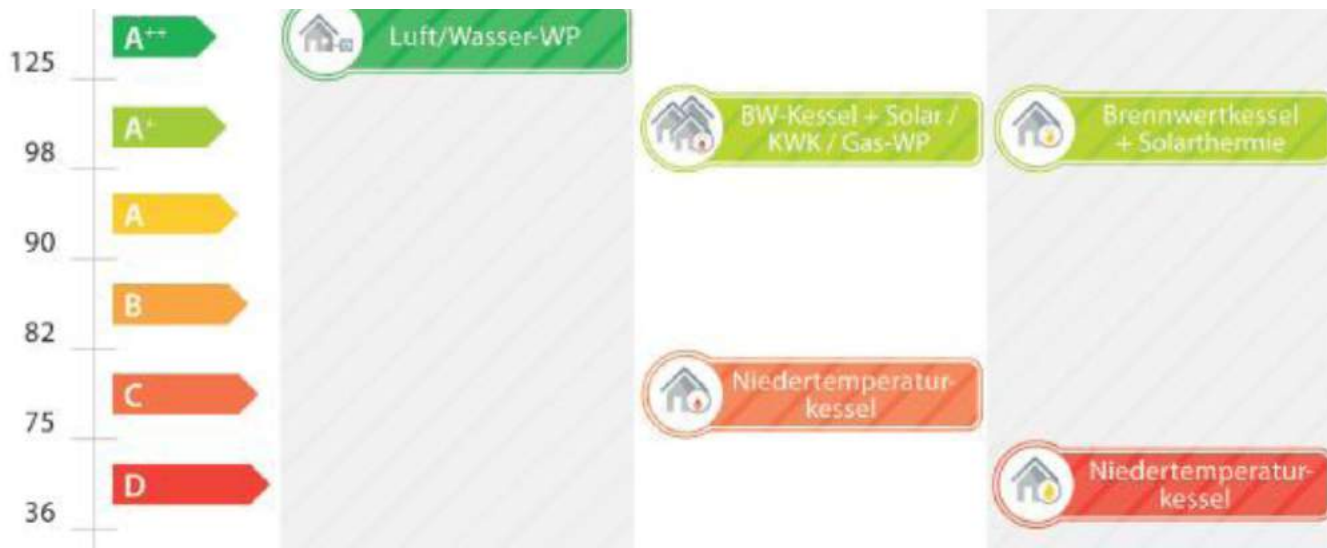 A++
Luft/Wasser-WP
125
A+
BW-Kessel + Solar /
KWK / Gas-WP
Brennwertkessel
+ Solarthermie
98
A
90
B
82
C
Niedertemperatur-
kessel
75
D
Niedertemperatur-
kessel
36